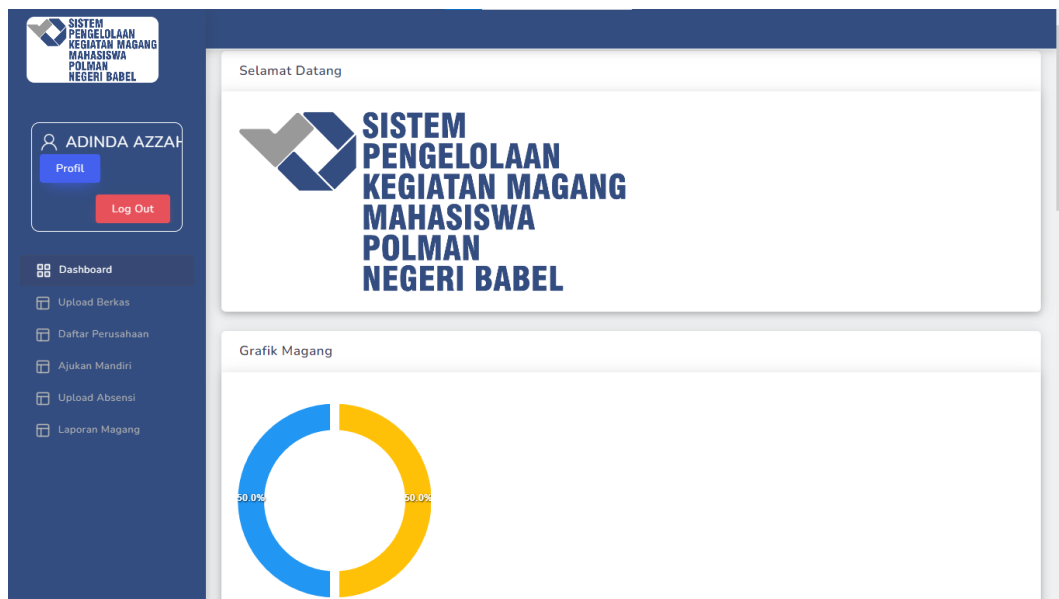 SISTEM
PENGELOLAAN
KEGIATAN MAGANG
MAHASISWA
POLMAN
NEGERI BABEL
ADINDA AZZAH
Profil
Log Out
Dashboard
Upload Berkas
Daftar Perusahaan
Ajukan Mandiri
Upload Absensi
Laporan Magang
Selamat Datang
SISTEM
PENGELOLAAN
KEGIATAN MAGANG
MAHASISWA
POLMAN
NEGERI BABEL
Grafik Magang
50.0% 50.0%